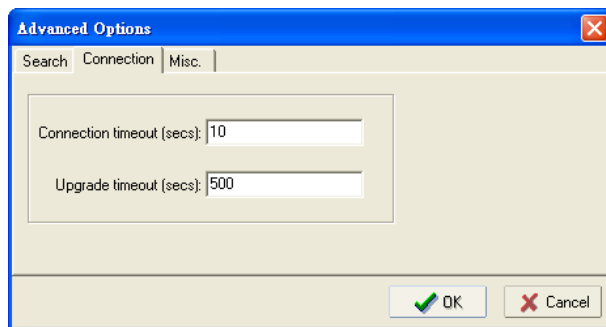 Advanced Options
Search Connection Misc.
Connection timeout (secs): 10
Upgrade timeout (secs): 500
OK Cancel